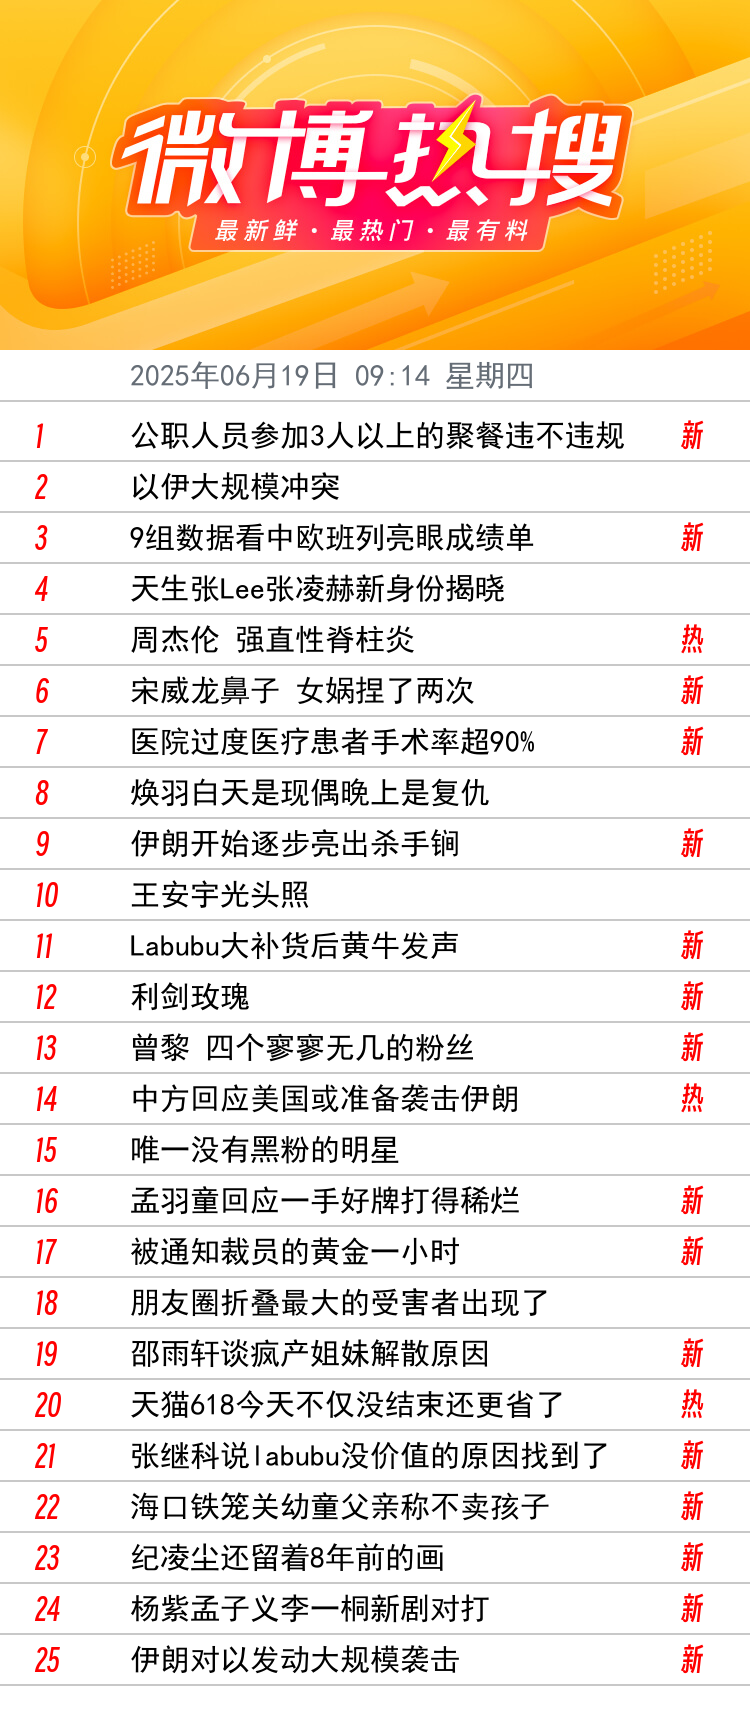 微博热搜
最新鲜·最热门·最有料
2025年06月19日 09:14 星期四
1 公职人员参加3人以上的聚餐违不违规 新
2 以伊大规模冲突
3 9组数据看中欧班列亮眼成绩单 新
4 天生张Lee张凌赫新身份揭晓
5 周杰伦 强直性脊柱炎 热
6 宋威龙鼻子 女娲捏了两次 新
7 医院过度医疗患者手术率超90% 新
8 焕羽白天是现偶晚上是复仇
9 伊朗开始逐步亮出杀手锏 新
10 王安宇光头照
11 Labubu大补货后黄牛发声 新
12 利剑玫瑰 新
13 曾黎 四个寥寥无几的粉丝 新
14 中方回应美国或准备袭击伊朗 热
15 唯一没有黑粉的明星
16 孟羽童回应一手好牌打得稀烂 新
17 被通知裁员的黄金一小时 新
18 朋友圈折叠最大的受害者出现了
19 邵雨轩谈疯产姐妹解散原因 新
20 天猫618今天不仅没结束还更省了 热
21 张继科说labubu没价值的原因找到了 新
22 海口铁笼关幼童父亲称不卖孩子 新
23 纪凌尘还留着8年前的画 新
24 杨紫孟子义李一桐新剧对打 新
25 伊朗对以发动大规模袭击 新